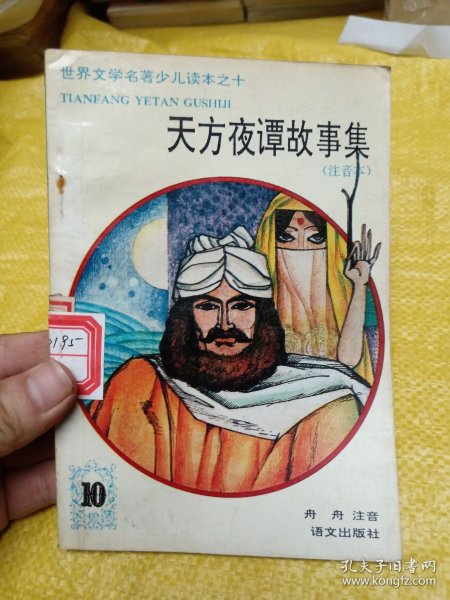 世界文学名著少儿读本之十
TIANFANG YETAN GUSHIJI
天方夜谭故事集
(注音本)
0195
10
舟 舟 注音
语文出版社
孔夫子旧书网
www.kongfz.com